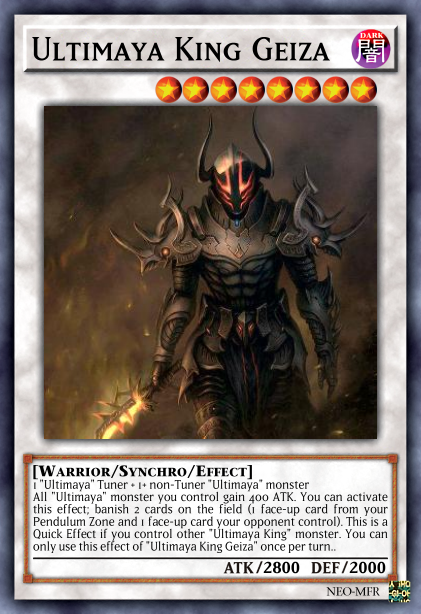 ULTIMAYA KING GEIZA
DARK
闇
[WARRIOR/SYNCHRO/EFFECT]
1 "Ultimaya" Tuner + 1+ non-Tuner "Ultimaya" monster
All "Ultimaya" monster you control gain 400 ATK. You can activate
this effect; banish 2 cards on the field (1 face-up card from your
Pendulum Zone and 1 face-up card your opponent control). This is a
Quick Effect if you control other "Ultimaya King" monster. You can
only use this effect of "Ultimaya King Geiza" once per turn..
ATK/2800 DEF/2000
NEO-MFR